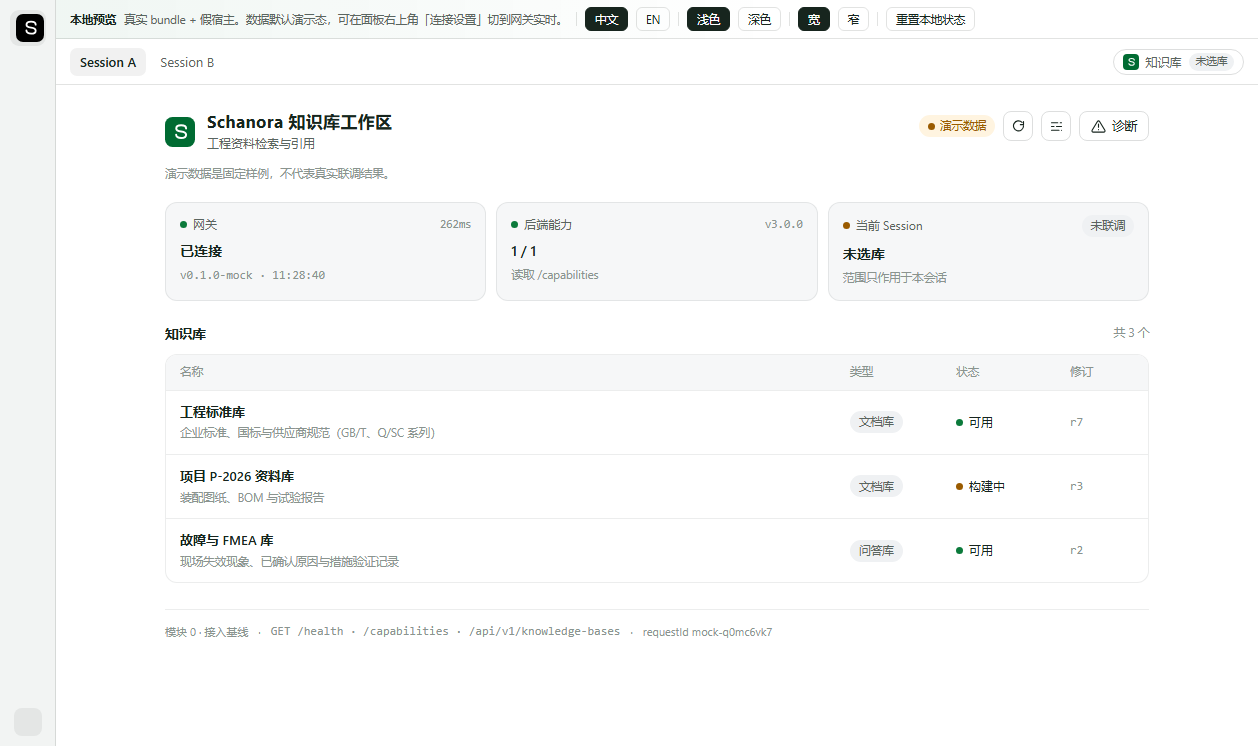 S
本地预览 真实 bundle + 假宿主。数据默认演示态，可在面板右上角「连接设置」切到网关实时。 中文 EN 浅色 深色 宽 窄 重置本地状态
Session A Session B S 知识库 未选库
S Schanora 知识库工作区
工程资料检索与引用
演示数据 诊断
演示数据是固定样例，不代表真实联调结果。
网关 262ms
已连接
v0.1.0-mock · 11:28:40
后端能力 v3.0.0
1 / 1
读取 /capabilities
当前 Session 未联调
未选库
范围只作用于本会话
知识库 共 3 个
名称 类型 状态 修订
工程标准库
企业标准、国标与供应商规范（GB/T、Q/SC 系列） 文档库 可用 r7
项目 P-2026 资料库
装配图纸、BOM 与试验报告 文档库 构建中 r3
故障与 FMEA 库
现场失效现象、已确认原因与措施验证记录 问答库 可用 r2
模块 0 · 接入基线 · GET /health · /capabilities · /api/v1/knowledge-bases · requestId mock-q0mc6vk7